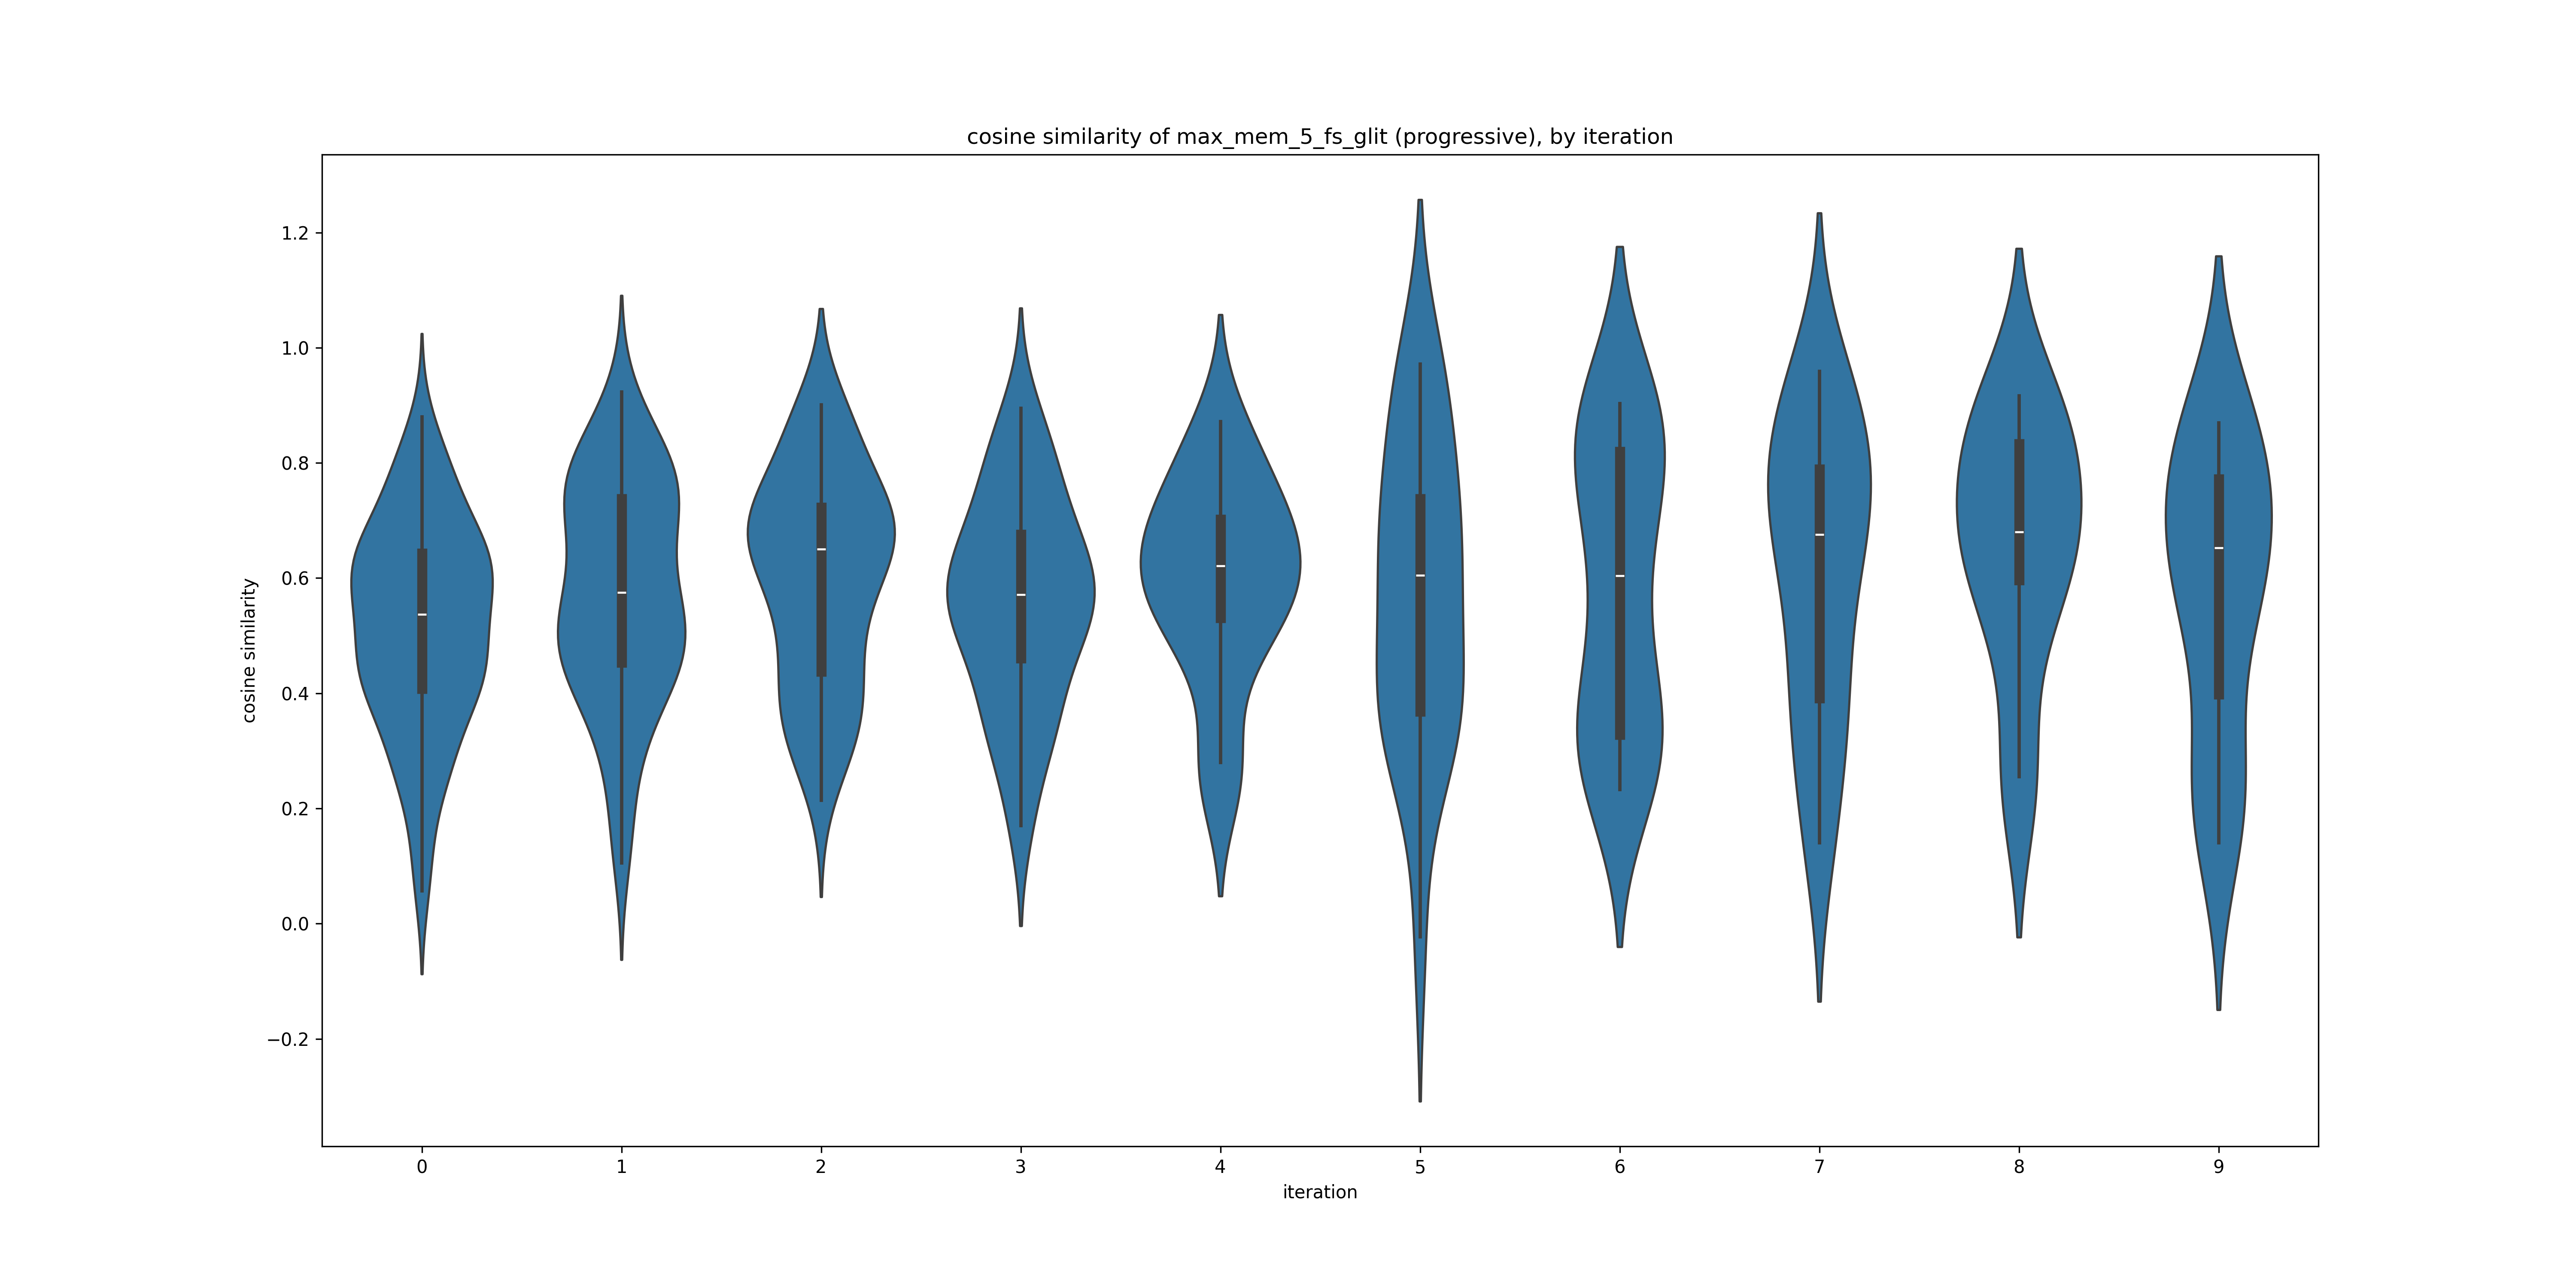 cosine similarity of max_mem_5_fs_glit (progressive), by iteration
1.2
1.0
0.8
0.6
0.4
0.2
0.0
−0.2
cosine similarity
0 1 2 3 4 5 6 7 8 9
iteration